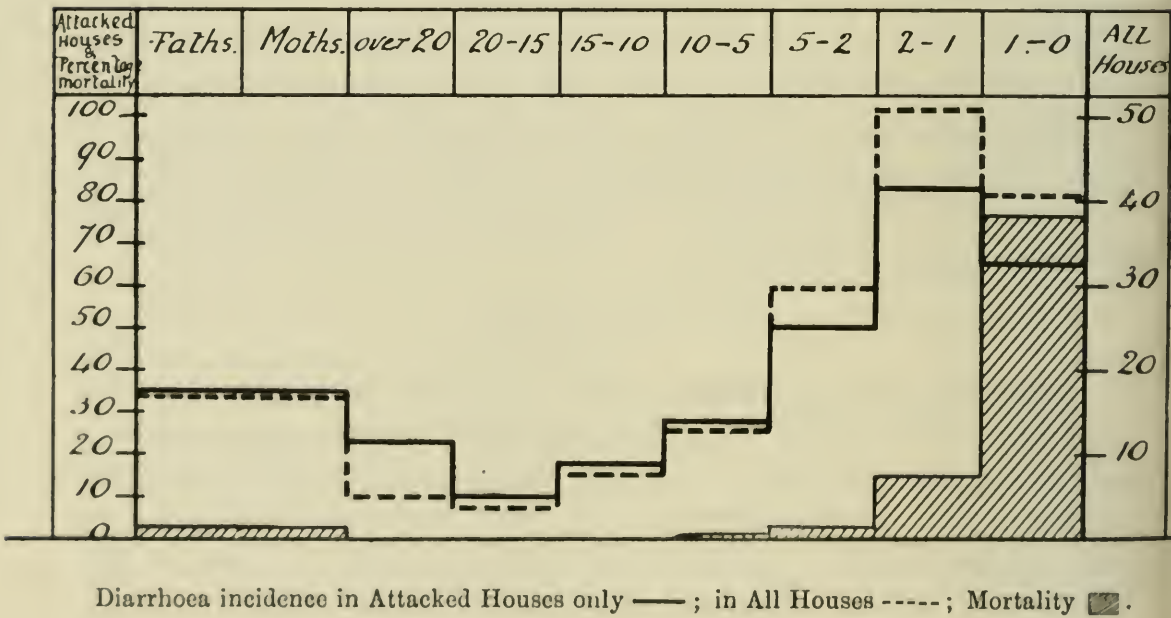 Attacked
Houses
&
Percentage
mortality
Faths.
Moths.
over 20
20-15
15-10
10-5
5-2
2-1
1-0
ALL
Houses
100
90
80
70
60
50
40
30
20
10
0
50
40
30
20
10
Diarrhoea incidence in Attacked Houses only —— ; in All Houses ----- ; Mortality .